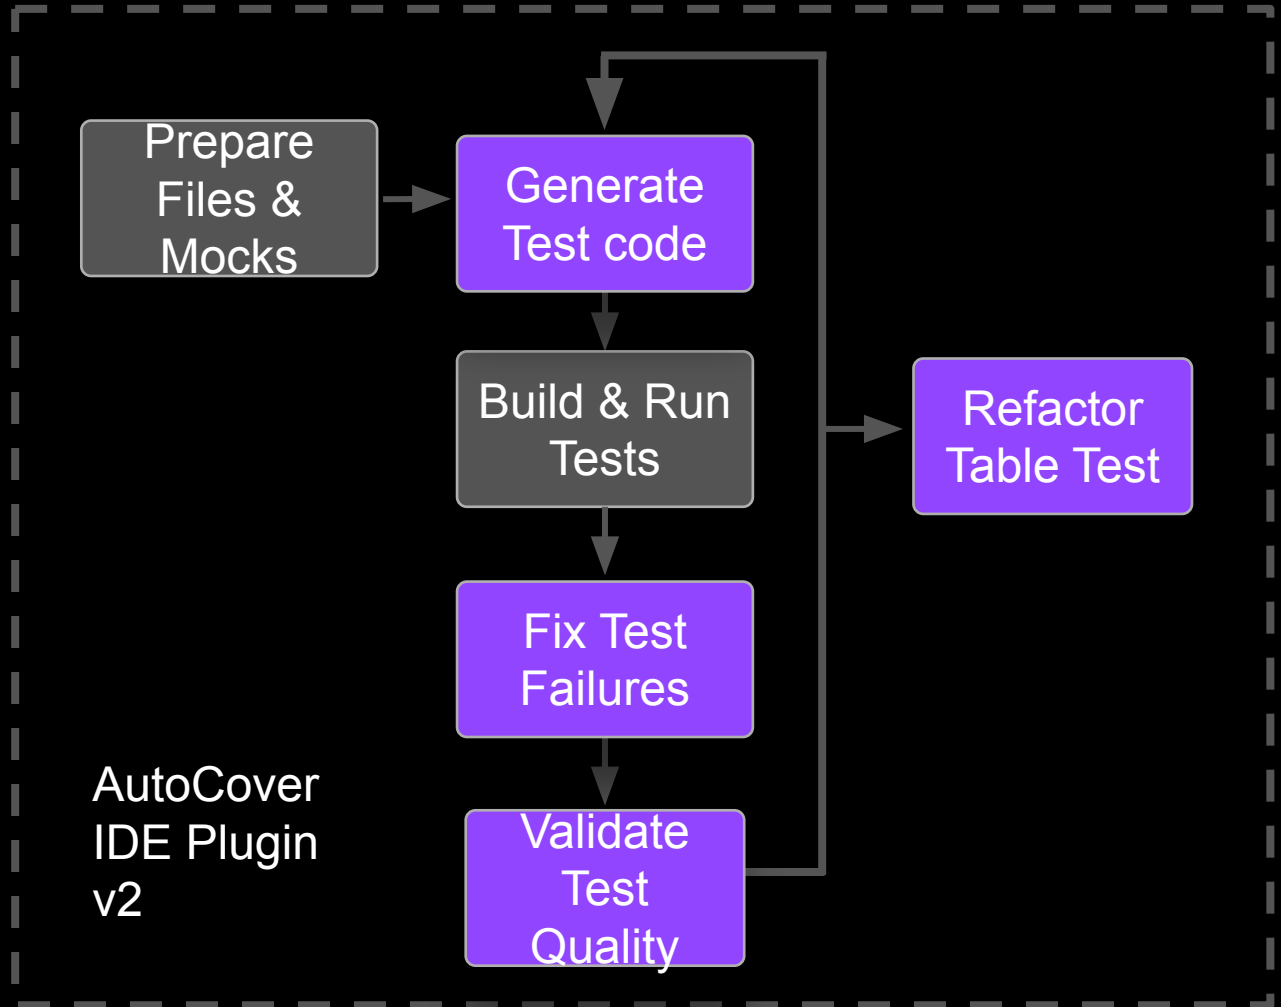 Prepare
Files &
Mocks
Generate
Test code
Build & Run
Tests
Refactor
Table Test
Fix Test
Failures
AutoCover
IDE Plugin
v2
Validate
Test
Quality